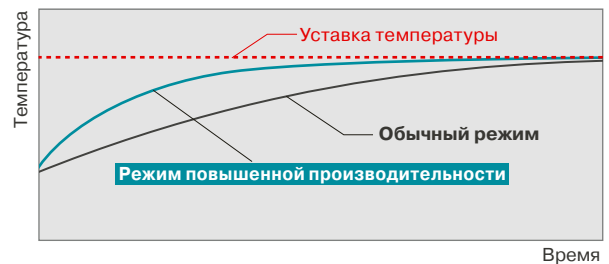 Температура
Уставка температуры
Обычный режим
Режим повышенной производительности
Время